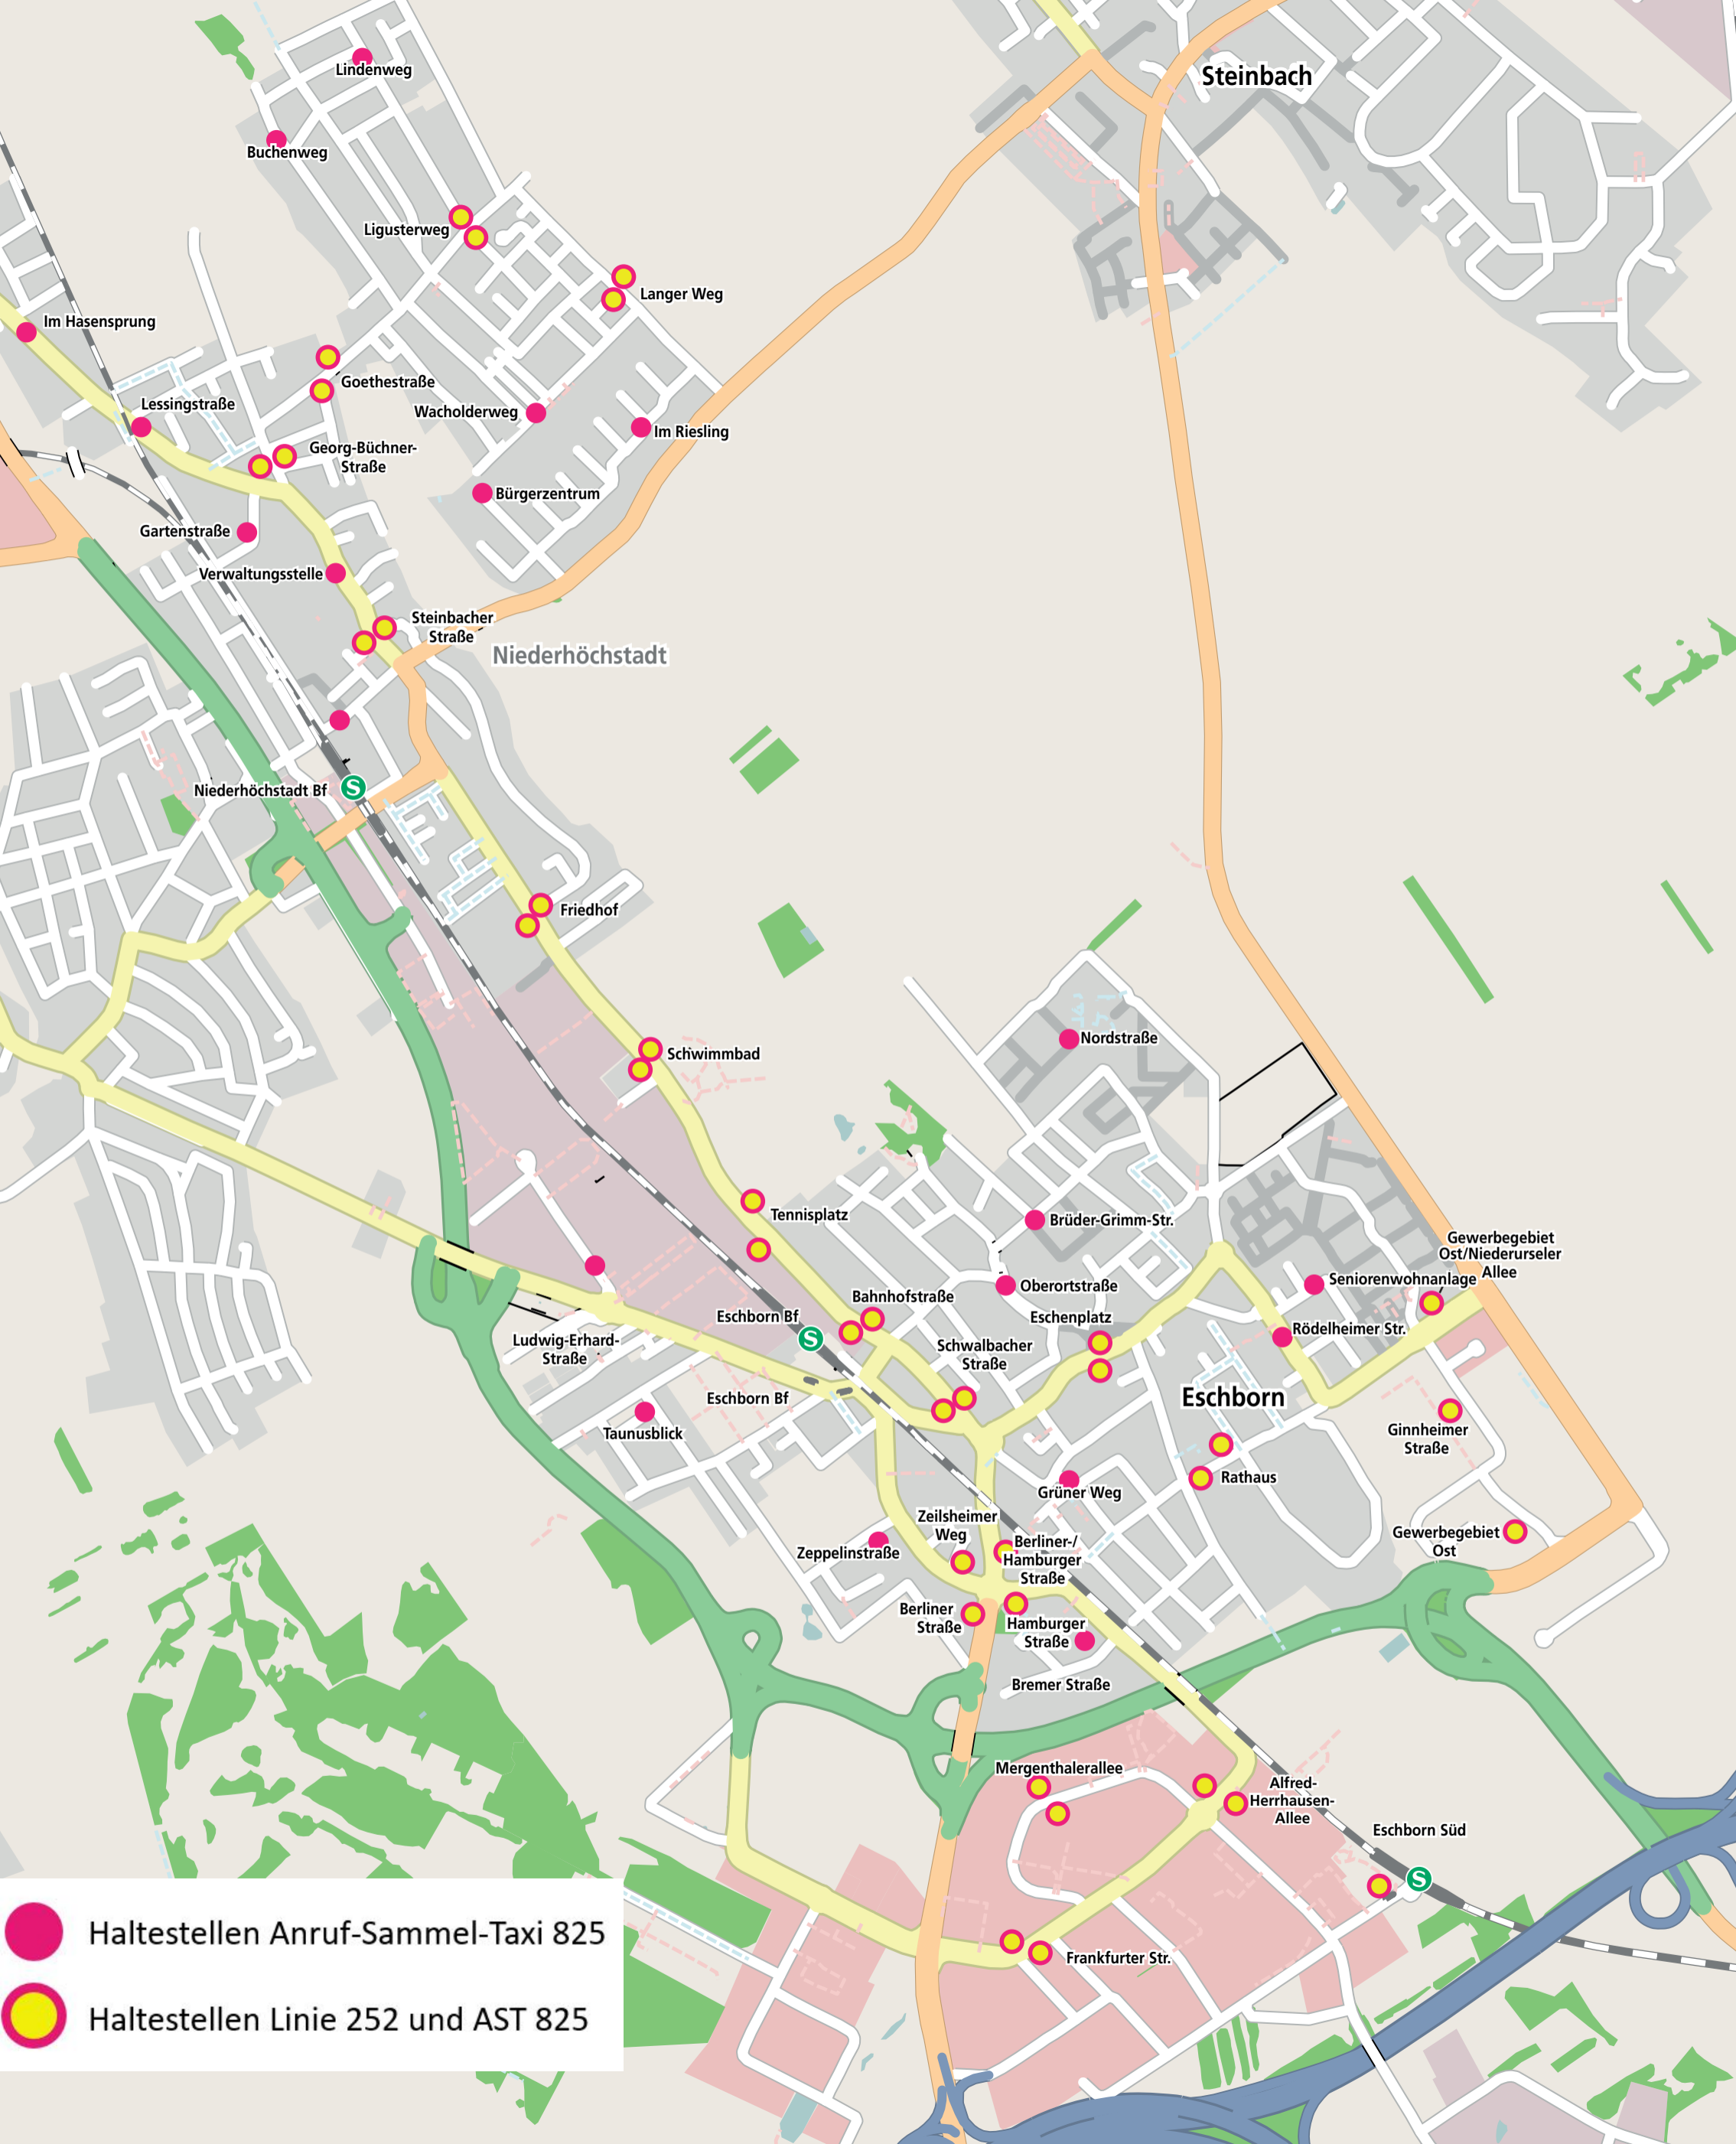 Steinbach
Lindenweg
Buchenweg
Ligusterweg
Langer Weg
Im Hasensprung
Goethestraße
Lessingstraße
Wacholderweg
Im Riesling
Georg-Büchner-
Straße
Bürgerzentrum
Gartenstraße
Verwaltungsstelle
Steinbacher
Straße
Niederhöchstadt
Niederhöchstadt Bf
S
Friedhof
Nordstraße
Schwimmbad
Tennisplatz
Brüder-Grimm-Str.
Gewerbegebiet
Ost/Niederurseler
Allee
Oberortstraße
Seniorenwohnanlage
Bahnhofstraße
Eschborn Bf
S
Eschenplatz
Rödelheimer Str.
Ludwig-Erhard-
Straße
Schwalbacher
Straße
Eschborn Bf
Eschborn
Taunusblick
Ginnheimer
Straße
Rathaus
Grüner Weg
Zeilsheimer
Weg
Gewerbegebiet
Ost
Zeppelinstraße
Berliner-/
Hamburger
Straße
Berliner
Straße
Hamburger
Straße
Bremer Straße
Mergenthalerallee
Alfred-
Herrhausen-
Allee
Eschborn Süd
S
Frankfurter Str.
Haltestellen Anruf-Sammel-Taxi 825
Haltestellen Linie 252 und AST 825